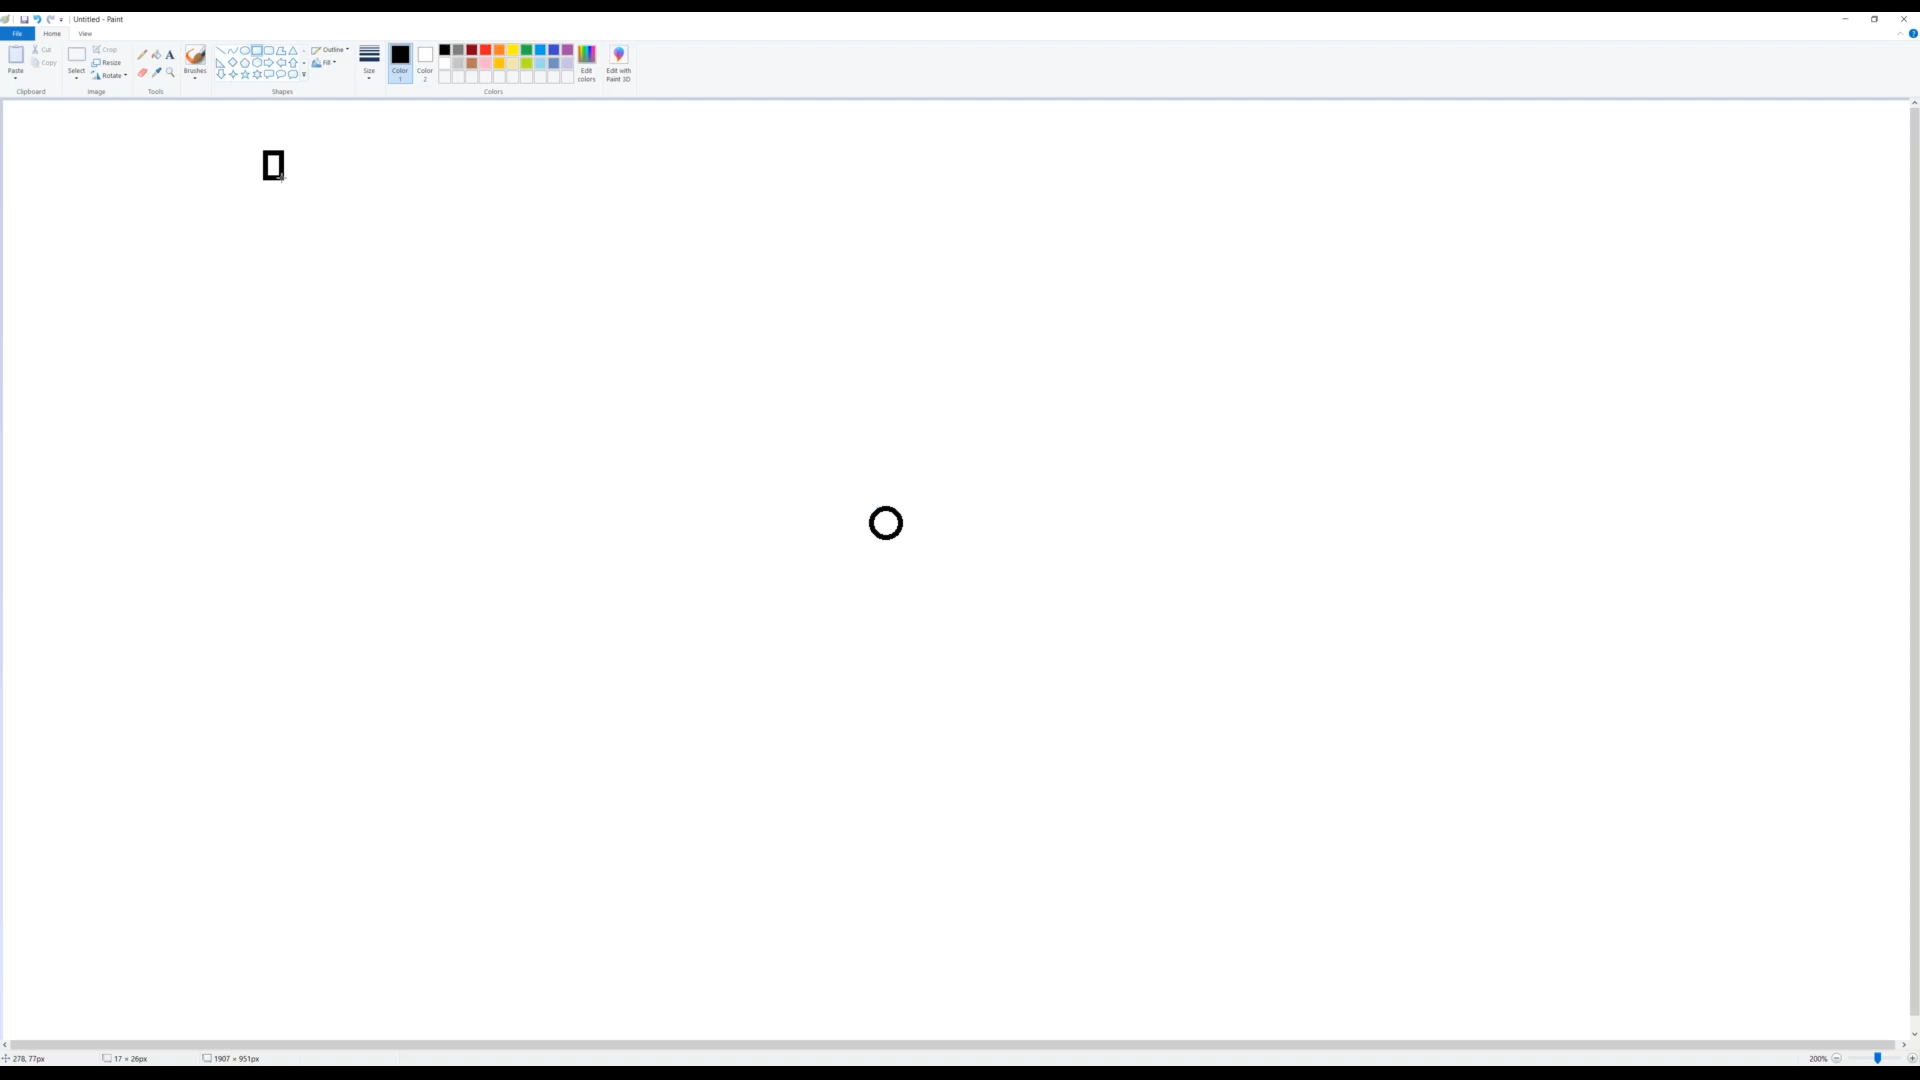 Untitled - Paint
File Home View
Paste
Cut
Copy
Clipboard
Select
Crop
Resize
Rotate
Image
A
Tools
Brushes
Outline
Fill
Shapes
Size
Color
1
Color
2
Edit
colors
Colors
Edit with
Paint 3D
278, 77px 17 × 26px 1907 × 951px 200%